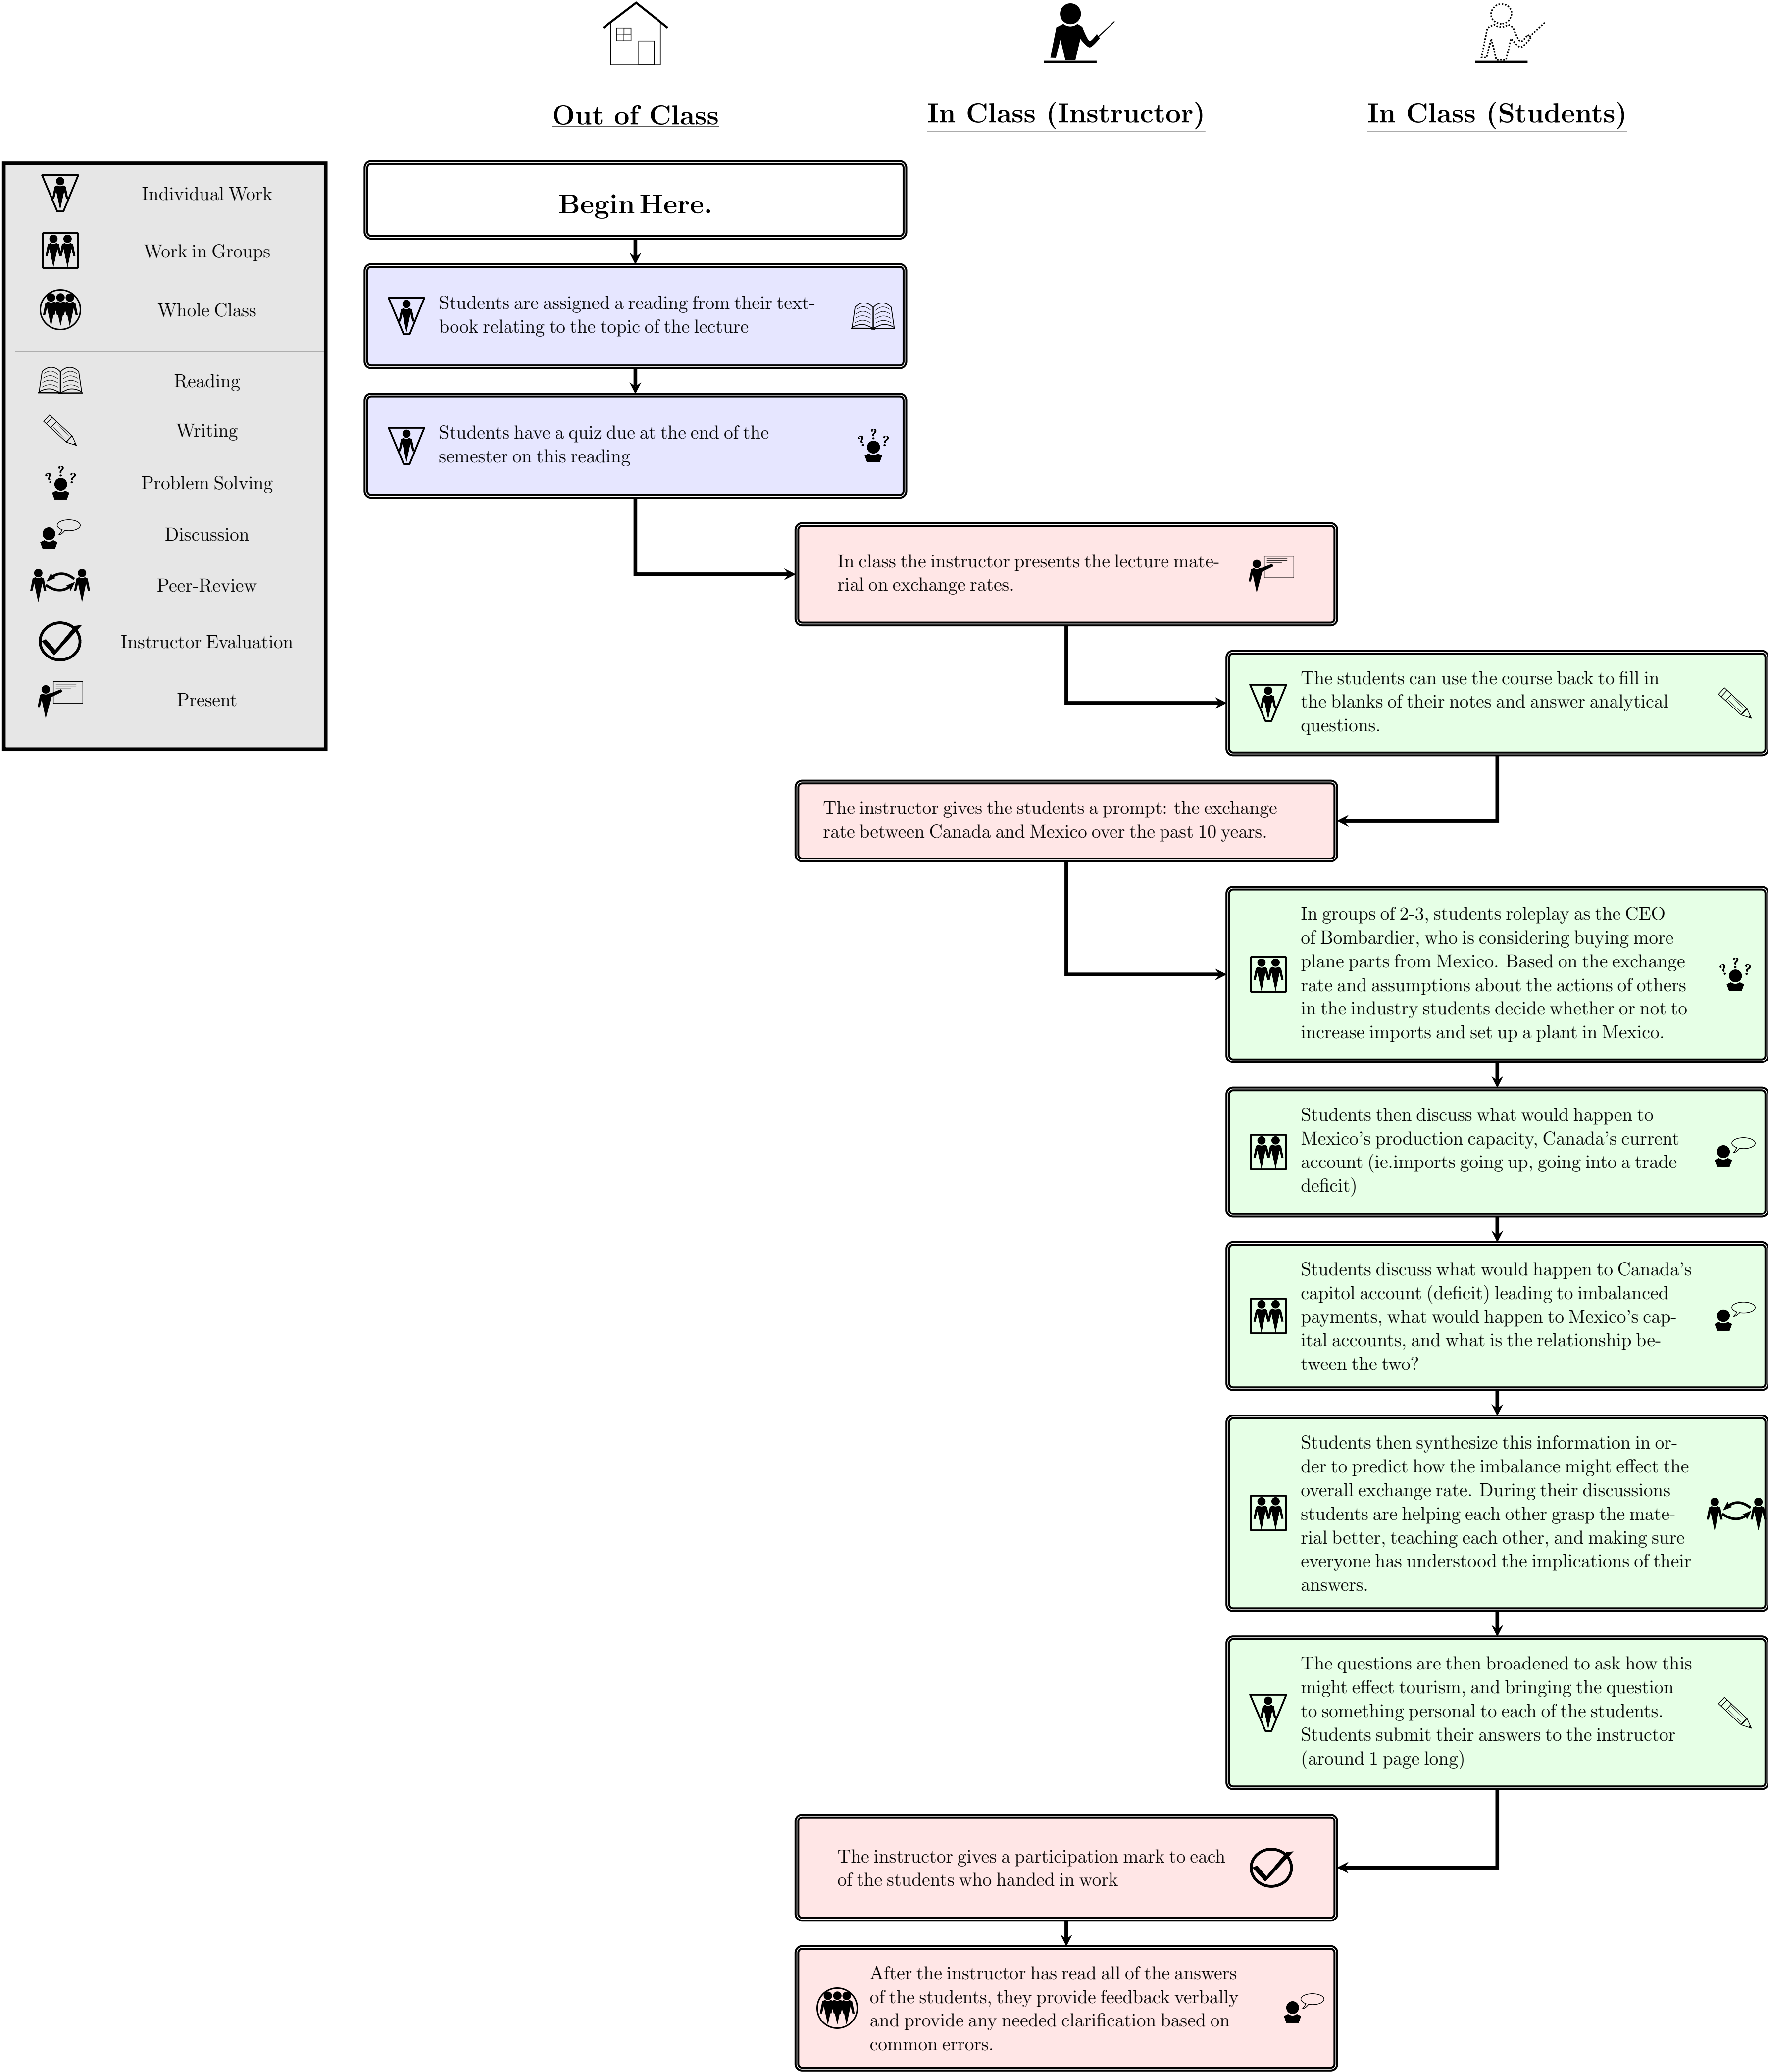 Out of Class
In Class (Instructor)
In Class (Students)
Individual Work
Work in Groups
Whole Class
Reading
Writing
Problem Solving
Discussion
Peer-Review
Instructor Evaluation
Present
Begin Here.
Students are assigned a reading from their text-
book relating to the topic of the lecture
Students have a quiz due at the end of the
semester on this reading
In class the instructor presents the lecture mate-
rial on exchange rates.
The students can use the course back to fill in
the blanks of their notes and answer analytical
questions.
The instructor gives the students a prompt: the exchange
rate between Canada and Mexico over the past 10 years.
In groups of 2-3, students roleplay as the CEO
of Bombardier, who is considering buying more
plane parts from Mexico. Based on the exchange
rate and assumptions about the actions of others
in the industry students decide whether or not to
increase imports and set up a plant in Mexico.
Students then discuss what would happen to
Mexico's production capacity, Canada's current
account (ie.imports going up, going into a trade
deficit)
Students discuss what would happen to Canada's
capitol account (deficit) leading to imbalanced
payments, what would happen to Mexico's cap-
ital accounts, and what is the relationship be-
tween the two?
Students then synthesize this information in or-
der to predict how the imbalance might effect the
overall exchange rate. During their discussions
students are helping each other grasp the mate-
rial better, teaching each other, and making sure
everyone has understood the implications of their
answers.
The questions are then broadened to ask how this
might effect tourism, and bringing the question
to something personal to each of the students.
Students submit their answers to the instructor
(around 1 page long)
The instructor gives a participation mark to each
of the students who handed in work
After the instructor has read all of the answers
of the students, they provide feedback verbally
and provide any needed clarification based on
common errors.